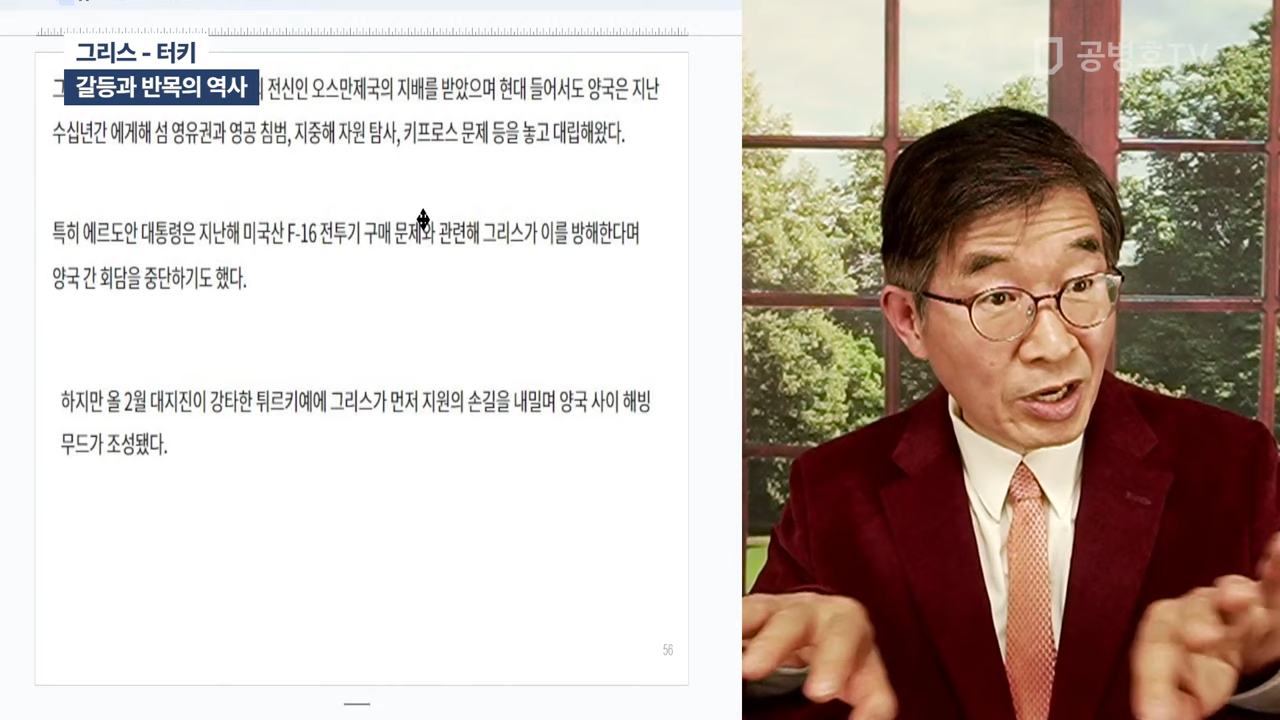 그리스 - 터키
갈등과 반목의 역사
공병호TV
전신인 오스만제국의 지배를 받았으며 현대 들어서도 양국은 지난
수십년간 에게해 섬 영유권과 영공 침범, 지중해 자원 탐사, 키프로스 문제 등을 놓고 대립해왔다.
특히 에르도안 대통령은 지난해 미국산 F-16 전투기 구매 문제와 관련해 그리스가 이를 방해한다며
양국 간 회담을 중단하기도 했다.
하지만 올 2월 대지진이 강타한 튀르키예에 그리스가 먼저 지원의 손길을 내밀며 양국 사이 해빙
무드가 조성됐다.
56